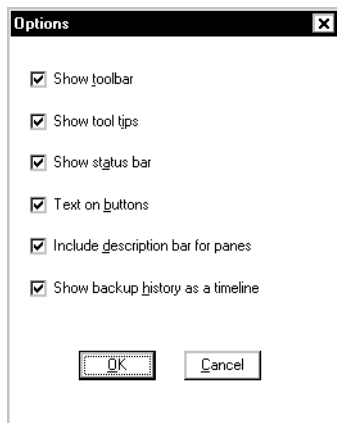 Options
Show toolbar
Show tool tips
Show status bar
Text on buttons
Include description bar for panes
Show backup history as a timeline
OK Cancel